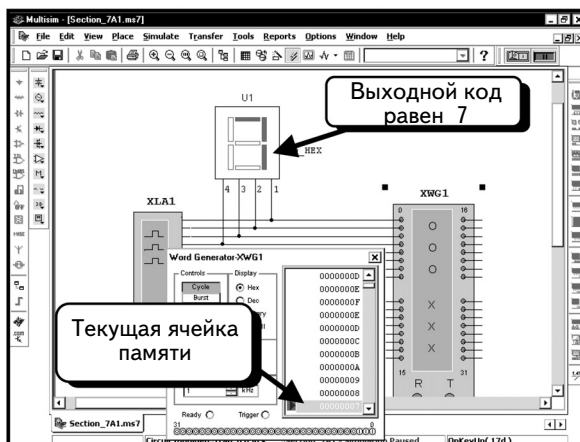 Multisim - [Section_7A1.ms7]
File Edit View Place Simulate Transfer Tools Reports Options Window Help
U1
Выходной код
равен 7
_HEX
4 3 2 1
XLA1
XWG1
0 16
O
O
O
X
X
X
15 31
R T
Word Generator-XWG1
Controls
Display
Cycle
Burst
Hex
Dec
0000000D
0000000E
0000000F
0000000E
0000000D
0000000C
0000000B
0000000A
00000009
00000008
00000007
Текущая ячейка
памяти
1
kHz
Ready
Trigger
31 0
Section_7A1.ms7